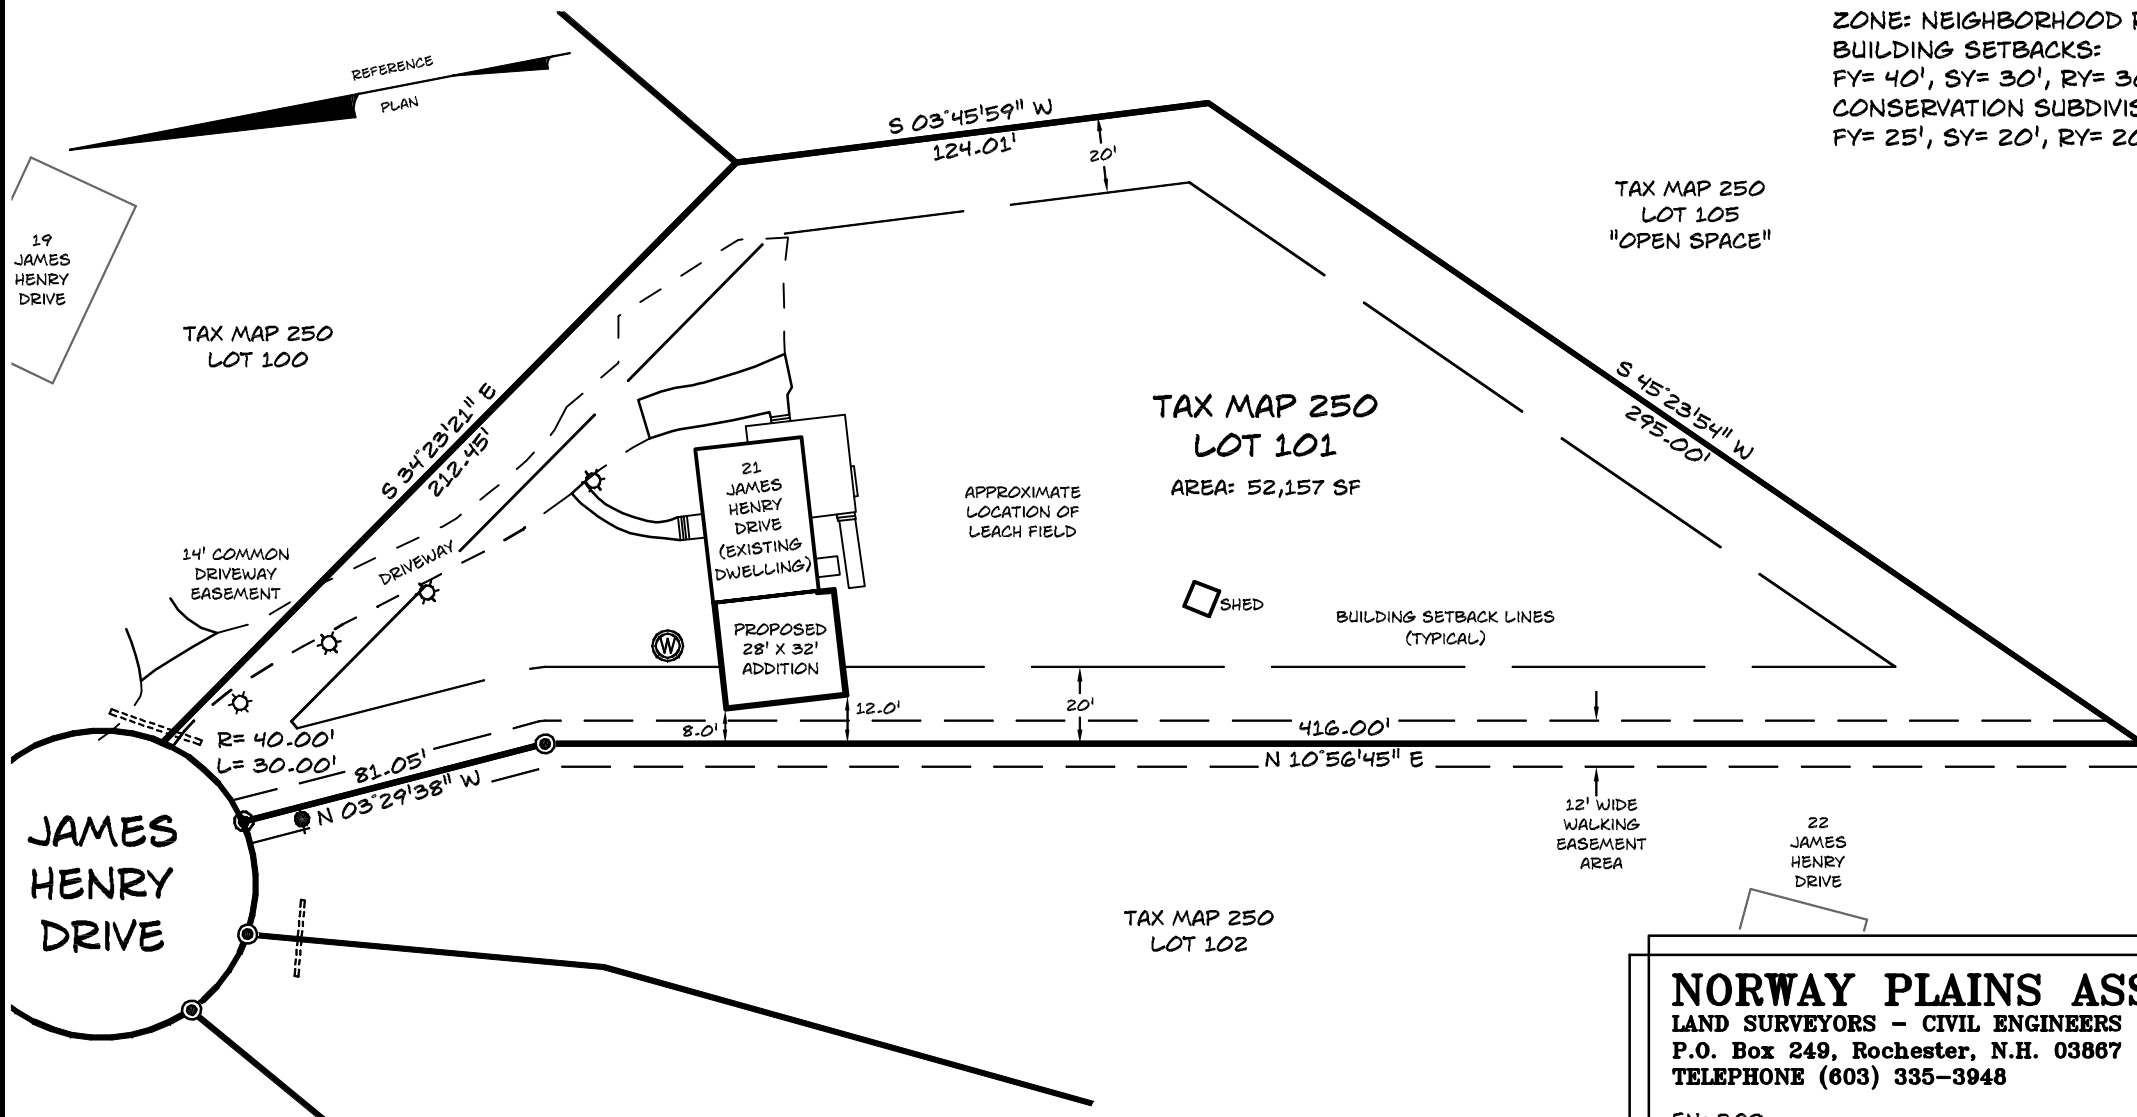 ZONE: NEIGHBORHOOD
BUILDING SETBACKS:
FY= 40', SY= 30', RY=
CONSERVATION
FY= 25', SY= 20', RY=
REFERENCE
PLAN
S 03°45'59" W
124.01'
20'
TAX MAP 250
LOT 105
"OPEN SPACE"
19
JAMES
HENRY
DRIVE
TAX MAP 250
LOT 100
S 34°23'21" E
212.45'
S 45°23'54" W
295.00'
TAX MAP 250
LOT 101
AREA: 52,157 SF
21
JAMES
HENRY
DRIVE
(EXISTING
DWELLING)
APPROXIMATE
LOCATION OF
LEACH FIELD
14' COMMON
DRIVEWAY
EASEMENT
DRIVEWAY
SHED
BUILDING SETBACK LINES
(TYPICAL)
W
PROPOSED
28' X 32'
ADDITION
8.0'
12.0'
20'
416.00'
N 10°56'45" E
R= 40.00'
L= 30.00'
81.05'
N 03°29'38" W
12' WIDE
WALKING
EASEMENT
AREA
22
JAMES
HENRY
DRIVE
JAMES
HENRY
DRIVE
TAX MAP 250
LOT 102
NORWAY PLAINS
LAND SURVEYORS - CIVIL ENGINEERS
P.O. Box 249, Rochester, N.H. 03867
TELEPHONE (603) 335-3948